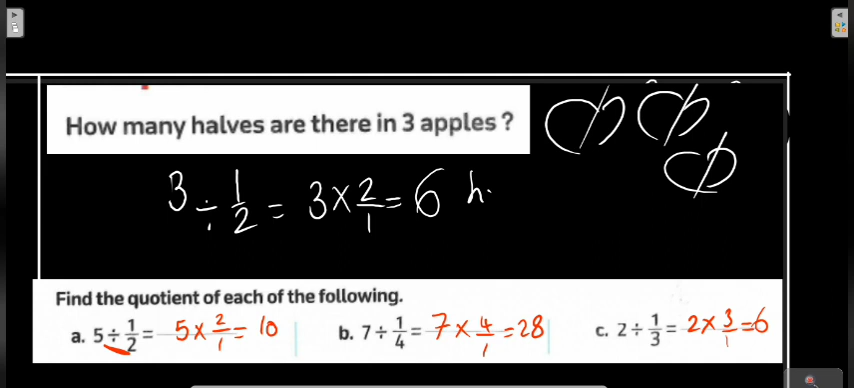 How many halves are there in 3 apples ?
3 ÷ 1/2 = 3 × 2/1 = 6 h.
Find the quotient of each of the following.
a. 5 ÷ 1/2 = 5 × 2/1 = 10 b. 7 ÷ 1/4 = 7 × 4/1 = 28 c. 2 ÷ 1/3 = 2 × 3/1 = 6